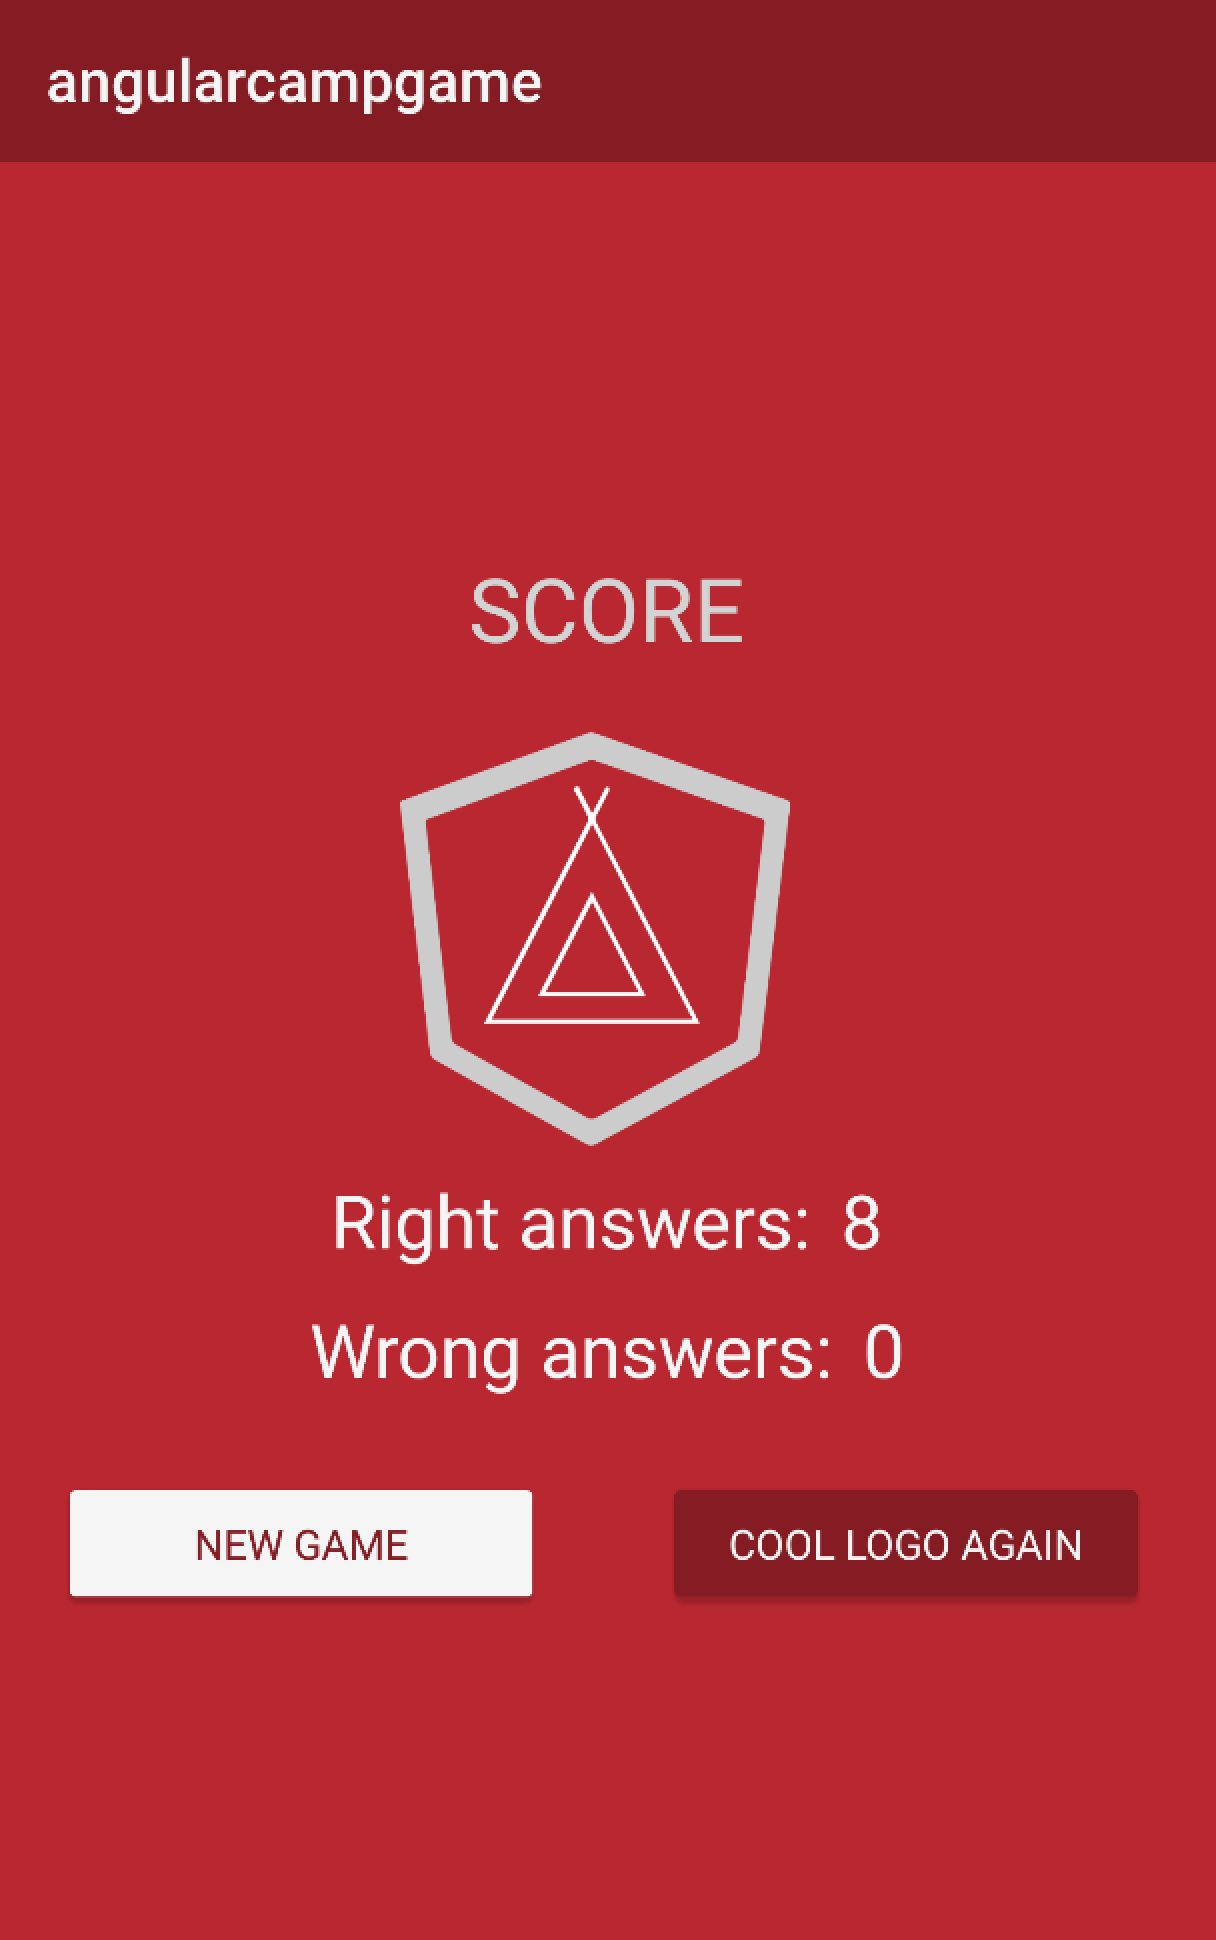 angularcampgame
SCORE
Right answers: 8
Wrong answers: 0
NEW GAME
COOL LOGO AGAIN